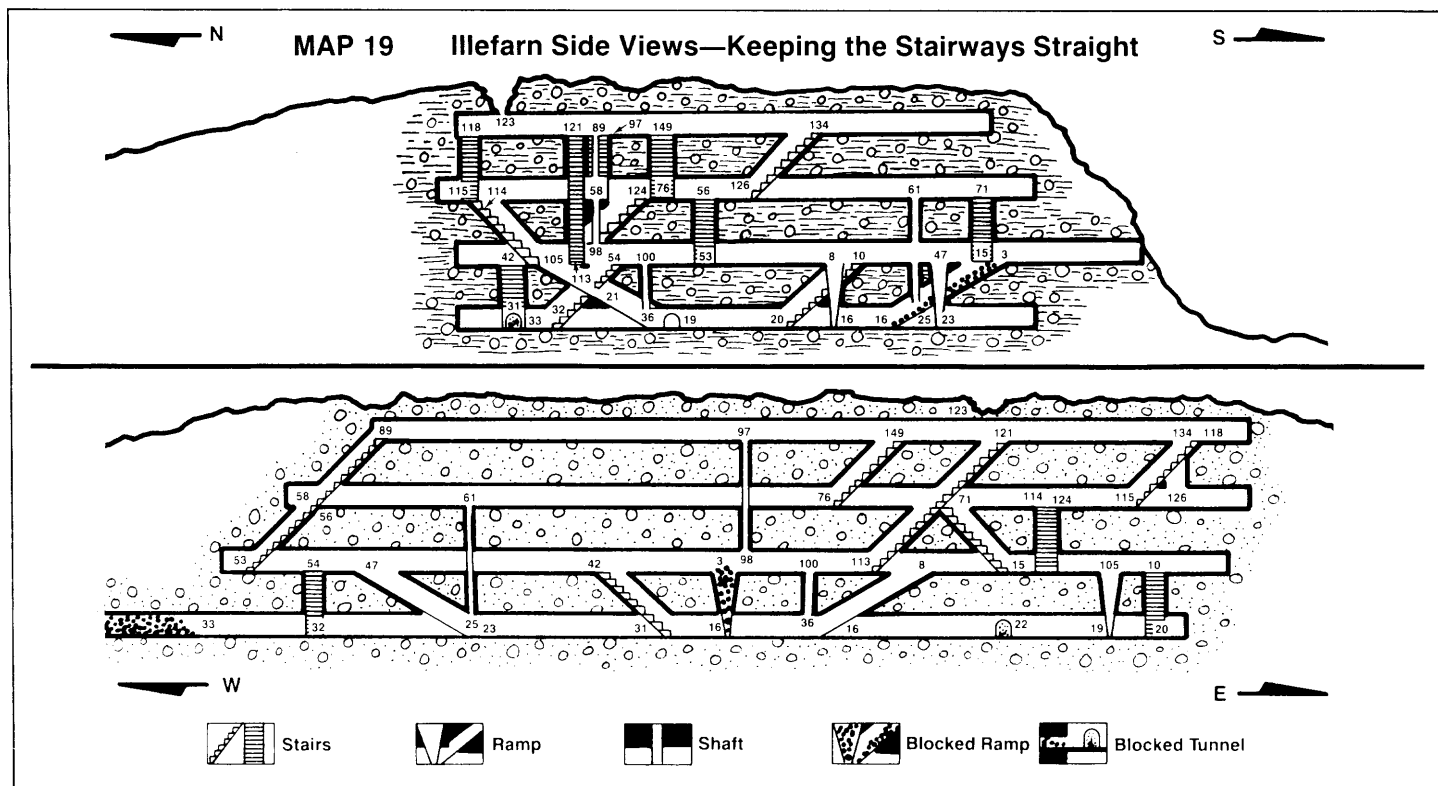 N S
MAP 19 Illefarn Side Views—Keeping the Stairways Straight
123
118 121 89 97 149 134
115 114 58 124 76 56 126 61 71
42 105 98 54 100 53 8 10 47 15 3
113
21
31
33 32 36 19 20 16 16 25 23
123
89 97 149 121 134 118
58 61 76 71 114 124 115 126
56
53 54 47 42 3 98 100 113 8 15 105 10
33 32 25 23 31 16 36 16 22 19 20
W E
Stairs Ramp Shaft Blocked Ramp Blocked Tunnel